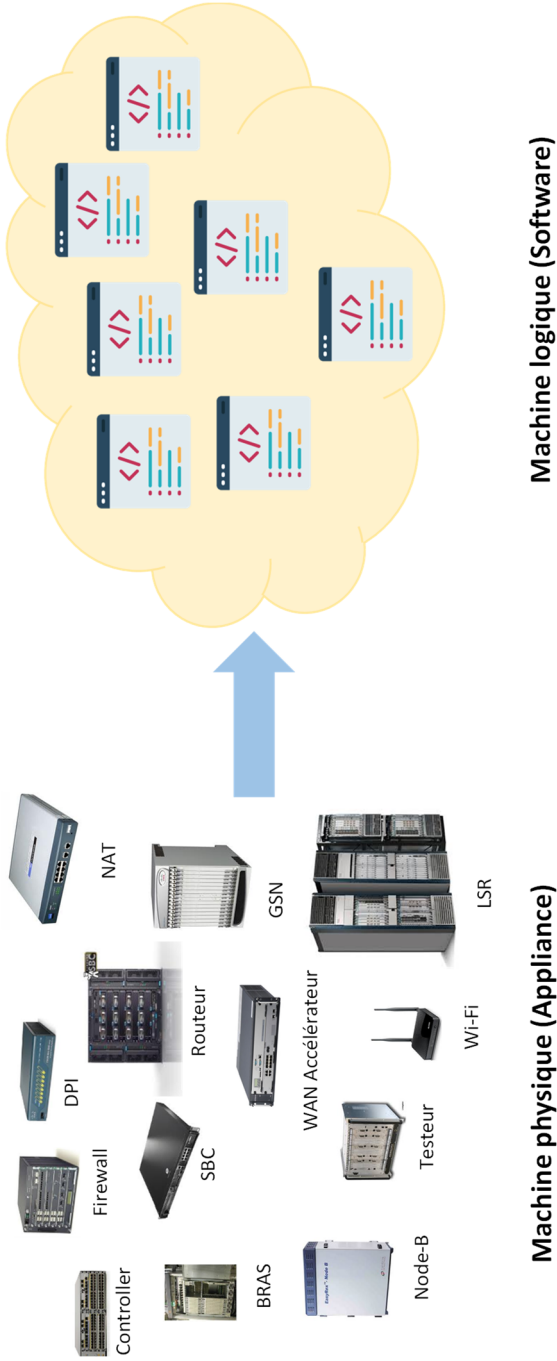 NAT
DPI
Firewall
Controller
Routeur
SBC
GSN
BRAS
WAN Accélérateur
LSR
Wi-Fi
Testeur
Node-B
Machine physique (Appliance)
</>
</>
</>
</>
</>
</>
</>
Machine logique (Software)